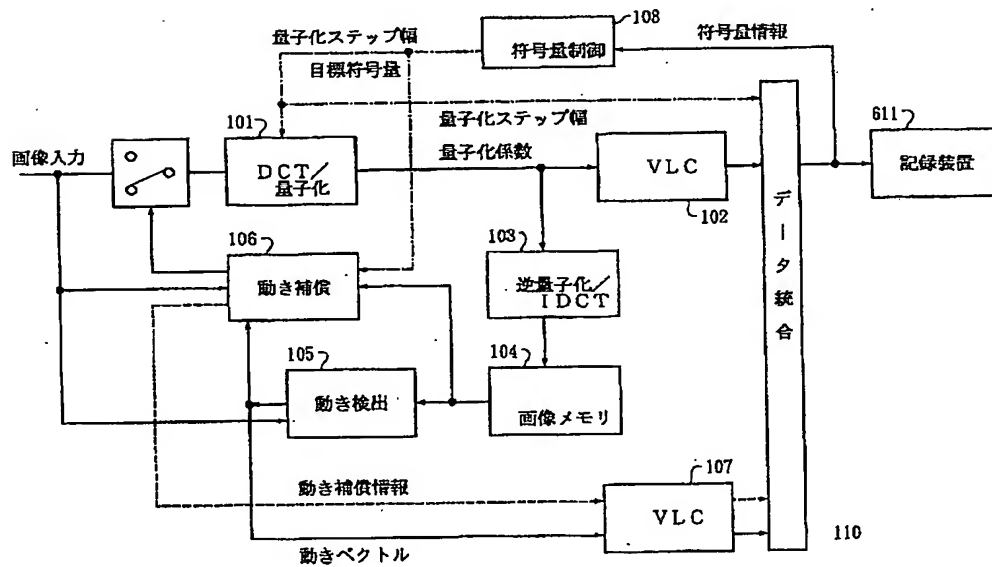 108
量子化ステップ幅
符号量制御
符号量情報
目標符号量
101
量子化ステップ幅
611
画像入力
DCT/
量子化
量子化係数
VLC
記録装置
102
106
103
データ統合
動き補償
逆量子化/
IDCT
105
104
動き検出
画像メモリ
107
動き補償情報
VLC
110
動きベクトル